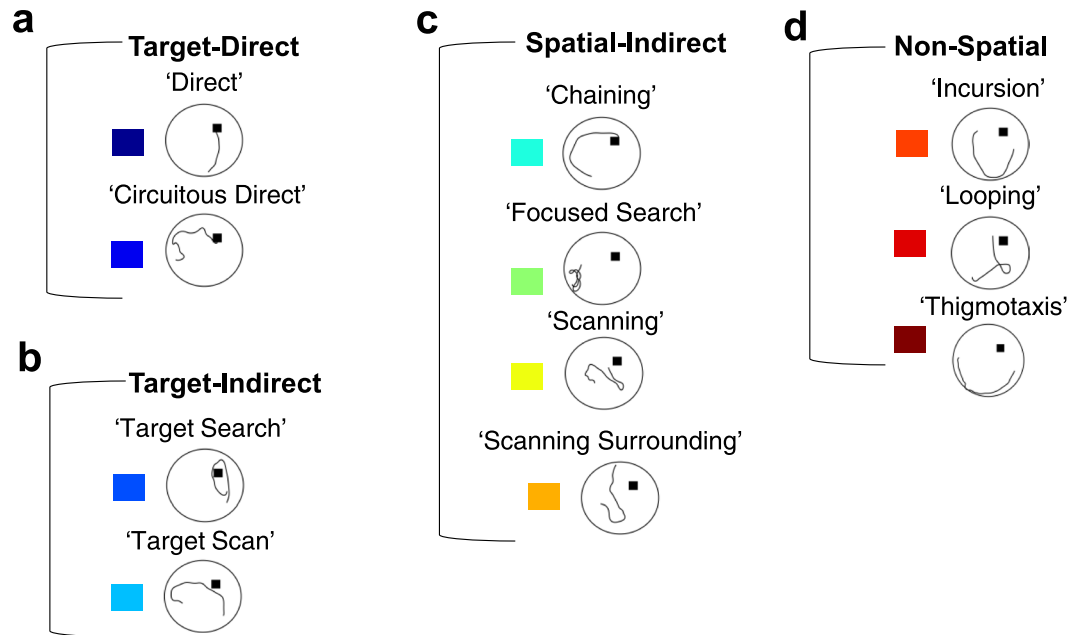 a
Target-Direct
‘Direct’
‘Circuitous Direct’
b
Target-Indirect
‘Target Search’
‘Target Scan’
c
Spatial-Indirect
‘Chaining’
‘Focused Search’
‘Scanning’
‘Scanning Surrounding’
d
Non-Spatial
‘Incursion’
‘Looping’
‘Thigmotaxis’